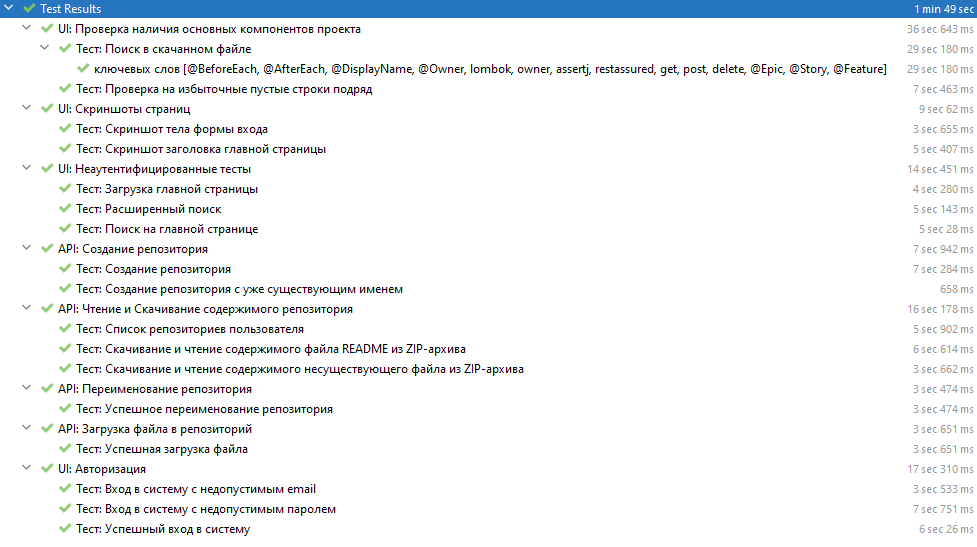 Test Results 1 min 49 sec
UI: Проверка наличия основных компонентов проекта 36 sec 643 ms
Тест: Поиск в скачанном файле 29 sec 180 ms
ключевых слов [@BeforeEach, @AfterEach, @DisplayName, @Owner, lombok, owner, assertj, restassured, get, post, delete, @Epic, @Story, @Feature] 29 sec 180 ms
Тест: Проверка на избыточные пустые строки подряд 7 sec 463 ms
UI: Скриншоты страниц 9 sec 62 ms
Тест: Скриншот тела формы входа 3 sec 655 ms
Тест: Скриншот заголовка главной страницы 5 sec 407 ms
UI: Неаутентифицированные тесты 14 sec 451 ms
Тест: Загрузка главной страницы 4 sec 280 ms
Тест: Расширенный поиск 5 sec 143 ms
Тест: Поиск на главной странице 5 sec 28 ms
API: Создание репозитория 7 sec 942 ms
Тест: Создание репозитория 7 sec 284 ms
Тест: Создание репозитория с уже существующим именем 658 ms
API: Чтение и Скачивание содержимого репозитория 16 sec 178 ms
Тест: Список репозиториев пользователя 5 sec 902 ms
Тест: Скачивание и чтение содержимого файла README из ZIP-архива 6 sec 614 ms
Тест: Скачивание и чтение содержимого несуществующего файла из ZIP-архива 3 sec 662 ms
API: Переименование репозитория 3 sec 474 ms
Тест: Успешное переименование репозитория 3 sec 474 ms
API: Загрузка файла в репозиторий 3 sec 651 ms
Тест: Успешная загрузка файла 3 sec 651 ms
UI: Авторизация 17 sec 310 ms
Тест: Вход в систему с недопустимым email 3 sec 533 ms
Тест: Вход в систему с недопустимым паролем 7 sec 751 ms
Тест: Успешный вход в систему 6 sec 26 ms